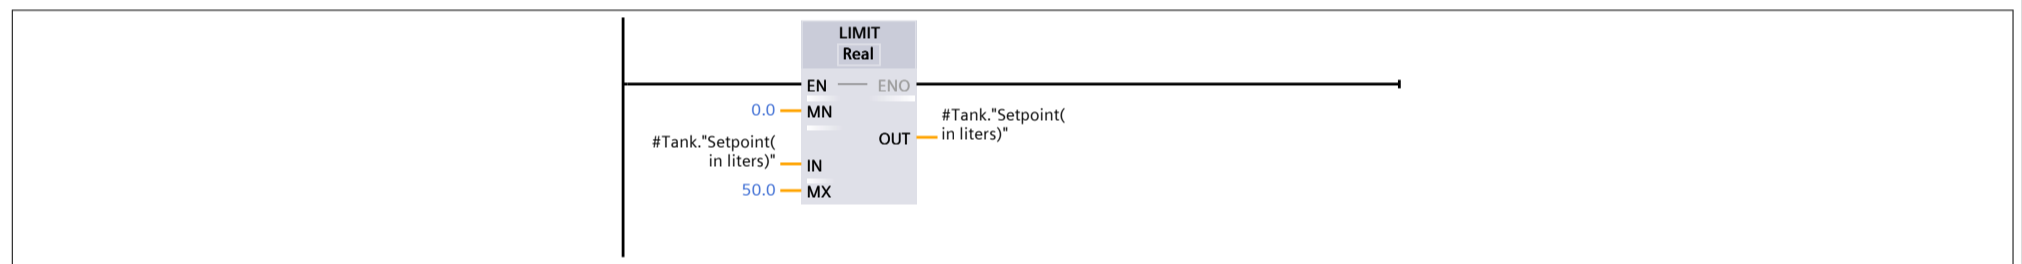 LIMIT
Real
EN
ENO
0.0
MN
#Tank."Setpoint(
in liters)"
OUT
#Tank."Setpoint(
in liters)"
IN
50.0
MX